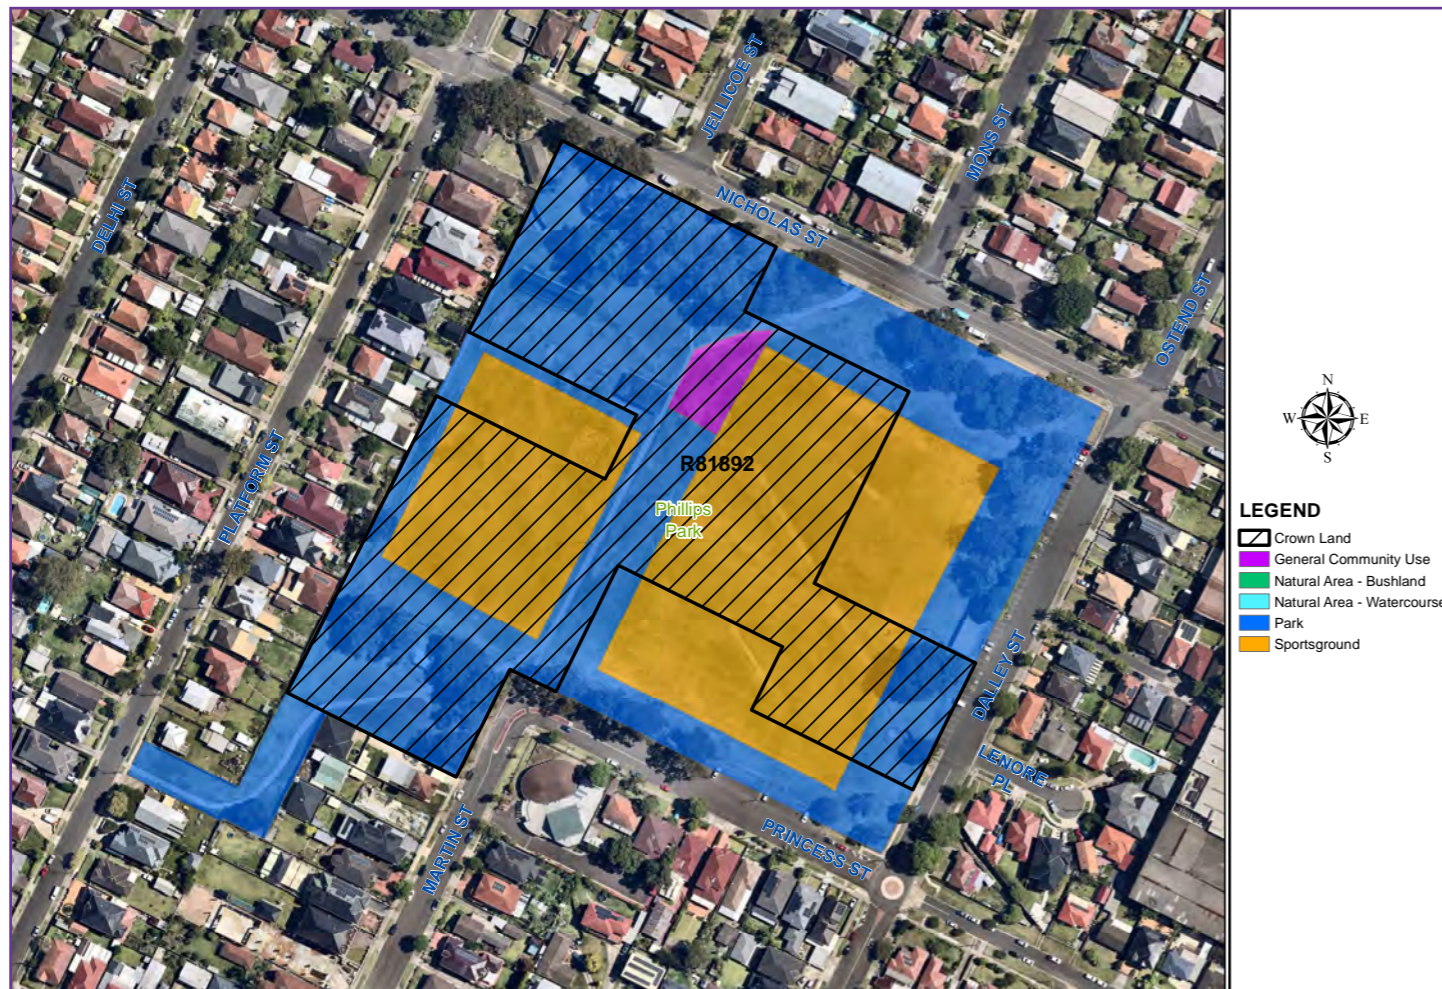 JELLICOE ST
MONS ST
DELHI ST
NICHOLAS ST
OSTEND ST
PLATFORM ST
R81892
Phillips
Park
DALLEY ST
LENORE
PL
MARTIN ST
PRINCESS ST
N
W
E
S
LEGEND
Crown Land
General Community Use
Natural Area - Bushland
Natural Area - Watercourse
Park
Sportsground